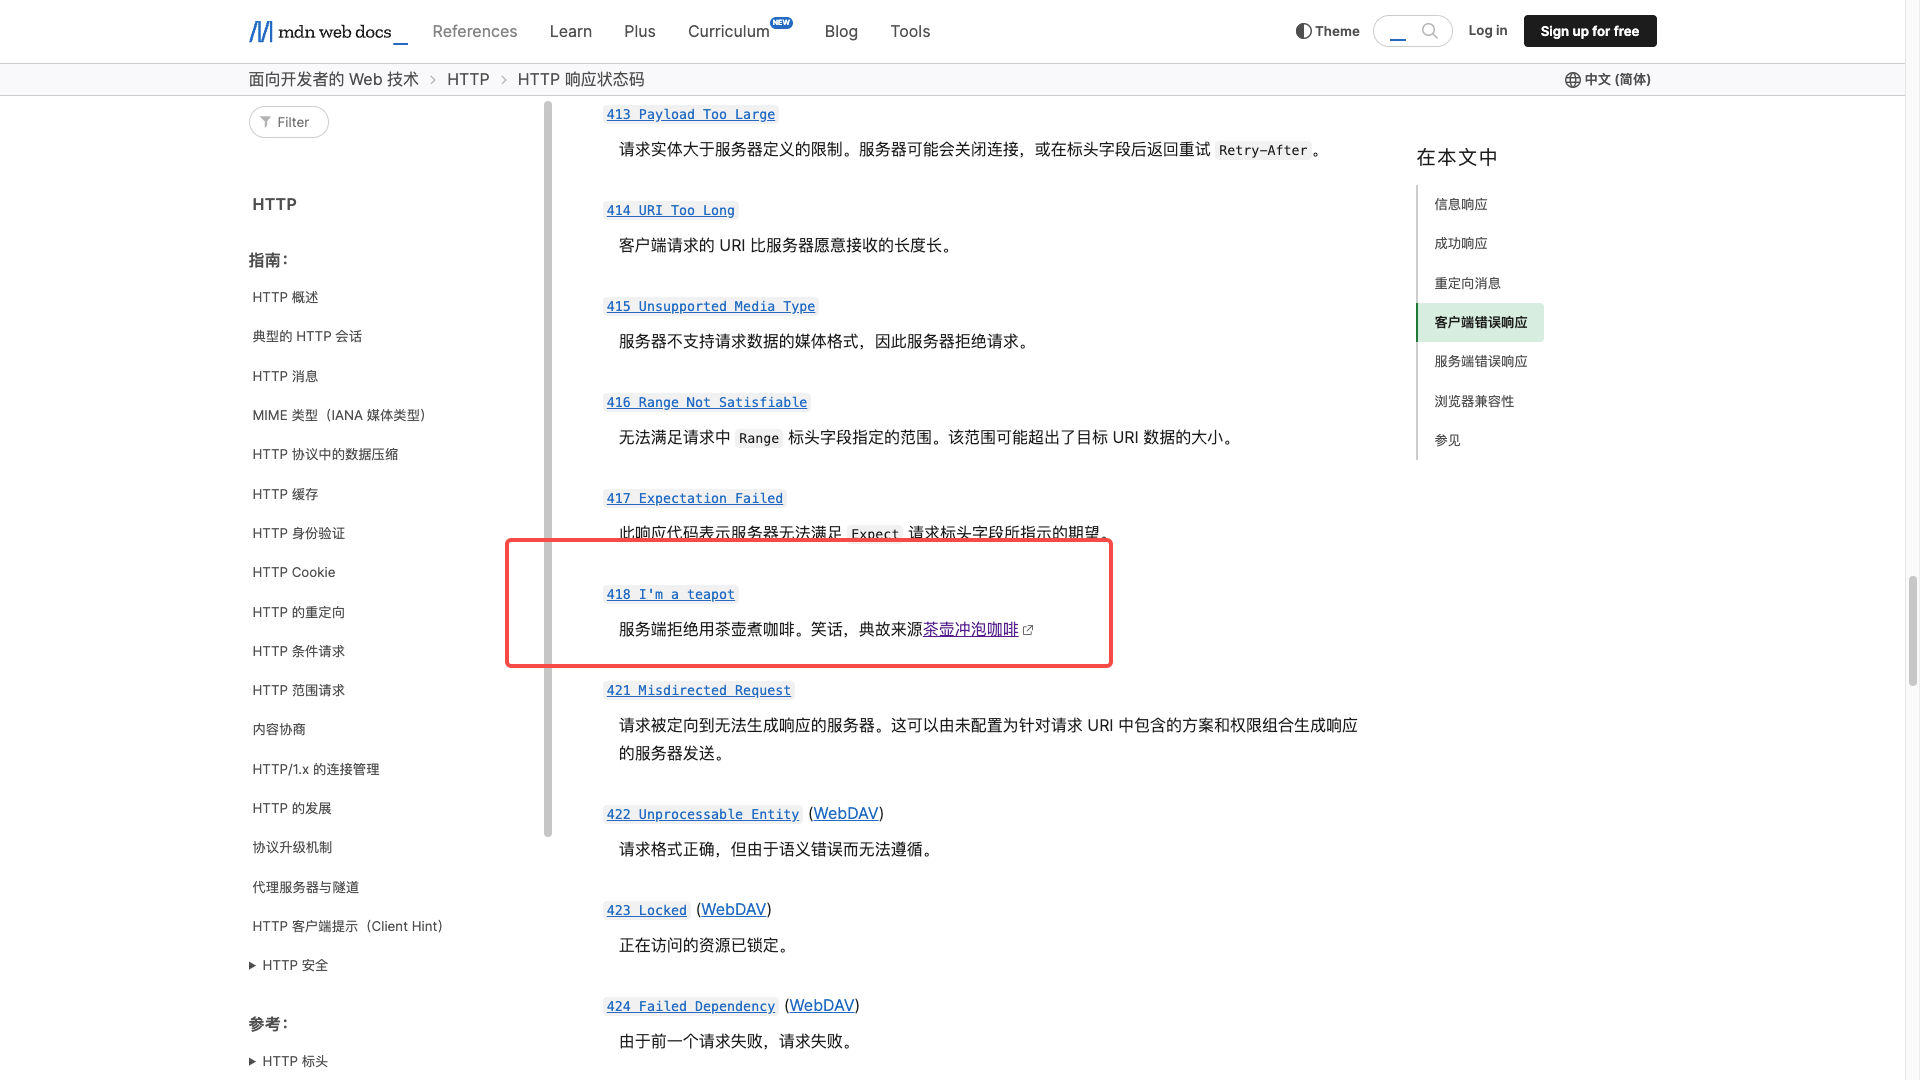 mdn web docs
References
Learn
Plus
Curriculum NEW
Blog
Tools
Theme
Log in
Sign up for free
面向开发者的 Web 技术 > HTTP > HTTP 响应状态码
中文 (简体)
Filter
HTTP
指南:
HTTP 概述
典型的 HTTP 会话
HTTP 消息
MIME 类型（IANA 媒体类型）
HTTP 协议中的数据压缩
HTTP 缓存
HTTP 身份验证
HTTP Cookie
HTTP 的重定向
HTTP 条件请求
HTTP 范围请求
内容协商
HTTP/1.x 的连接管理
HTTP 的发展
协议升级机制
代理服务器与隧道
HTTP 客户端提示（Client Hint）
HTTP 安全
参考:
HTTP 标头
413 Payload Too Large
请求实体大于服务器定义的限制。服务器可能会关闭连接，或在标头字段后返回重试 Retry-After 。
414 URI Too Long
客户端请求的 URI 比服务器愿意接收的长度长。
415 Unsupported Media Type
服务器不支持请求数据的媒体格式，因此服务器拒绝请求。
416 Range Not Satisfiable
无法满足请求中 Range 标头字段指定的范围。该范围可能超出了目标 URI 数据的大小。
417 Expectation Failed
此响应代码表示服务器无法满足 Expect 请求标头字段所指示的期望。
418 I'm a teapot
服务端拒绝用茶壶煮咖啡。笑话，典故来源茶壶冲泡咖啡
421 Misdirected Request
请求被定向到无法生成响应的服务器。这可以由未配置为针对请求 URI 中包含的方案和权限组合生成响应
的服务器发送。
422 Unprocessable Entity (WebDAV)
请求格式正确，但由于语义错误而无法遵循。
423 Locked (WebDAV)
正在访问的资源已锁定。
424 Failed Dependency (WebDAV)
由于前一个请求失败，请求失败。
在本文中
信息响应
成功响应
重定向消息
客户端错误响应
服务端错误响应
浏览器兼容性
参见